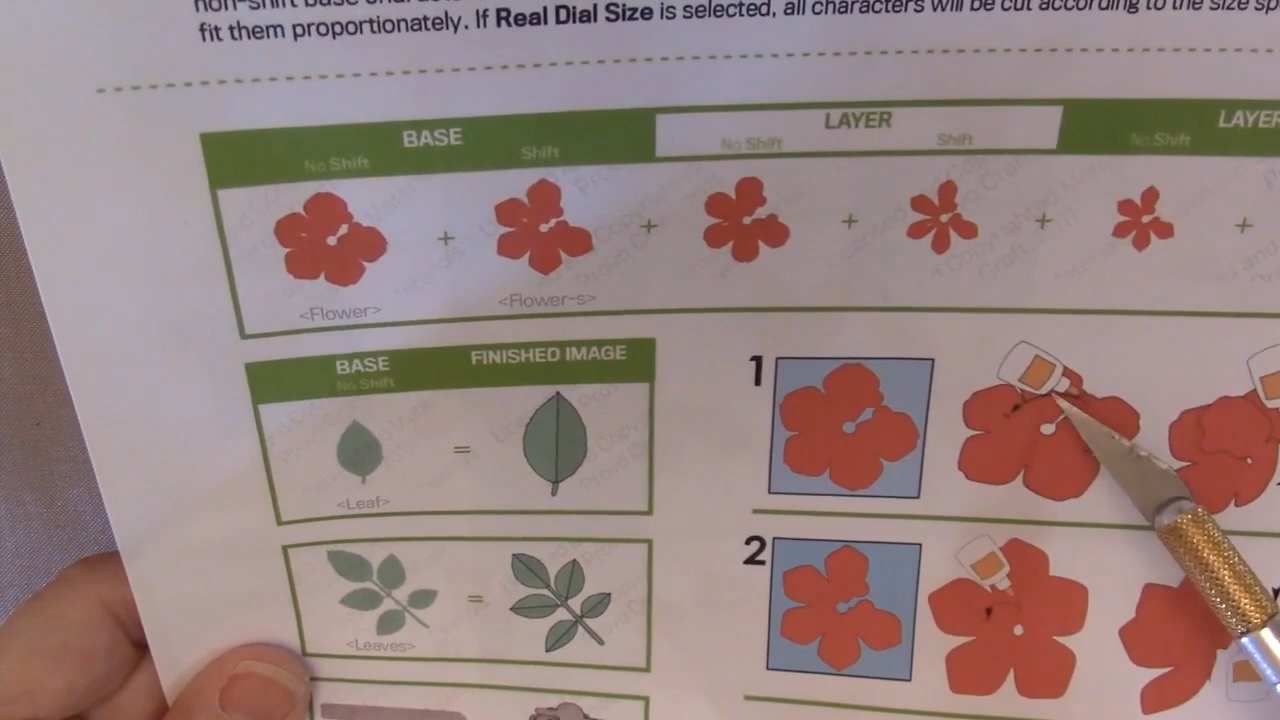 fit them proportionately. If Real Dial Size is selected, all characters will be cut according to the size
BASE
No Shift
Shift
LAYER
No Shift
Shift
LAYER
No Shift
+
+
+
+
+
<Flower>
<Flower-s>
BASE
No Shift
FINISHED IMAGE
=
<Leaf>
=
<Leaves>
1
2